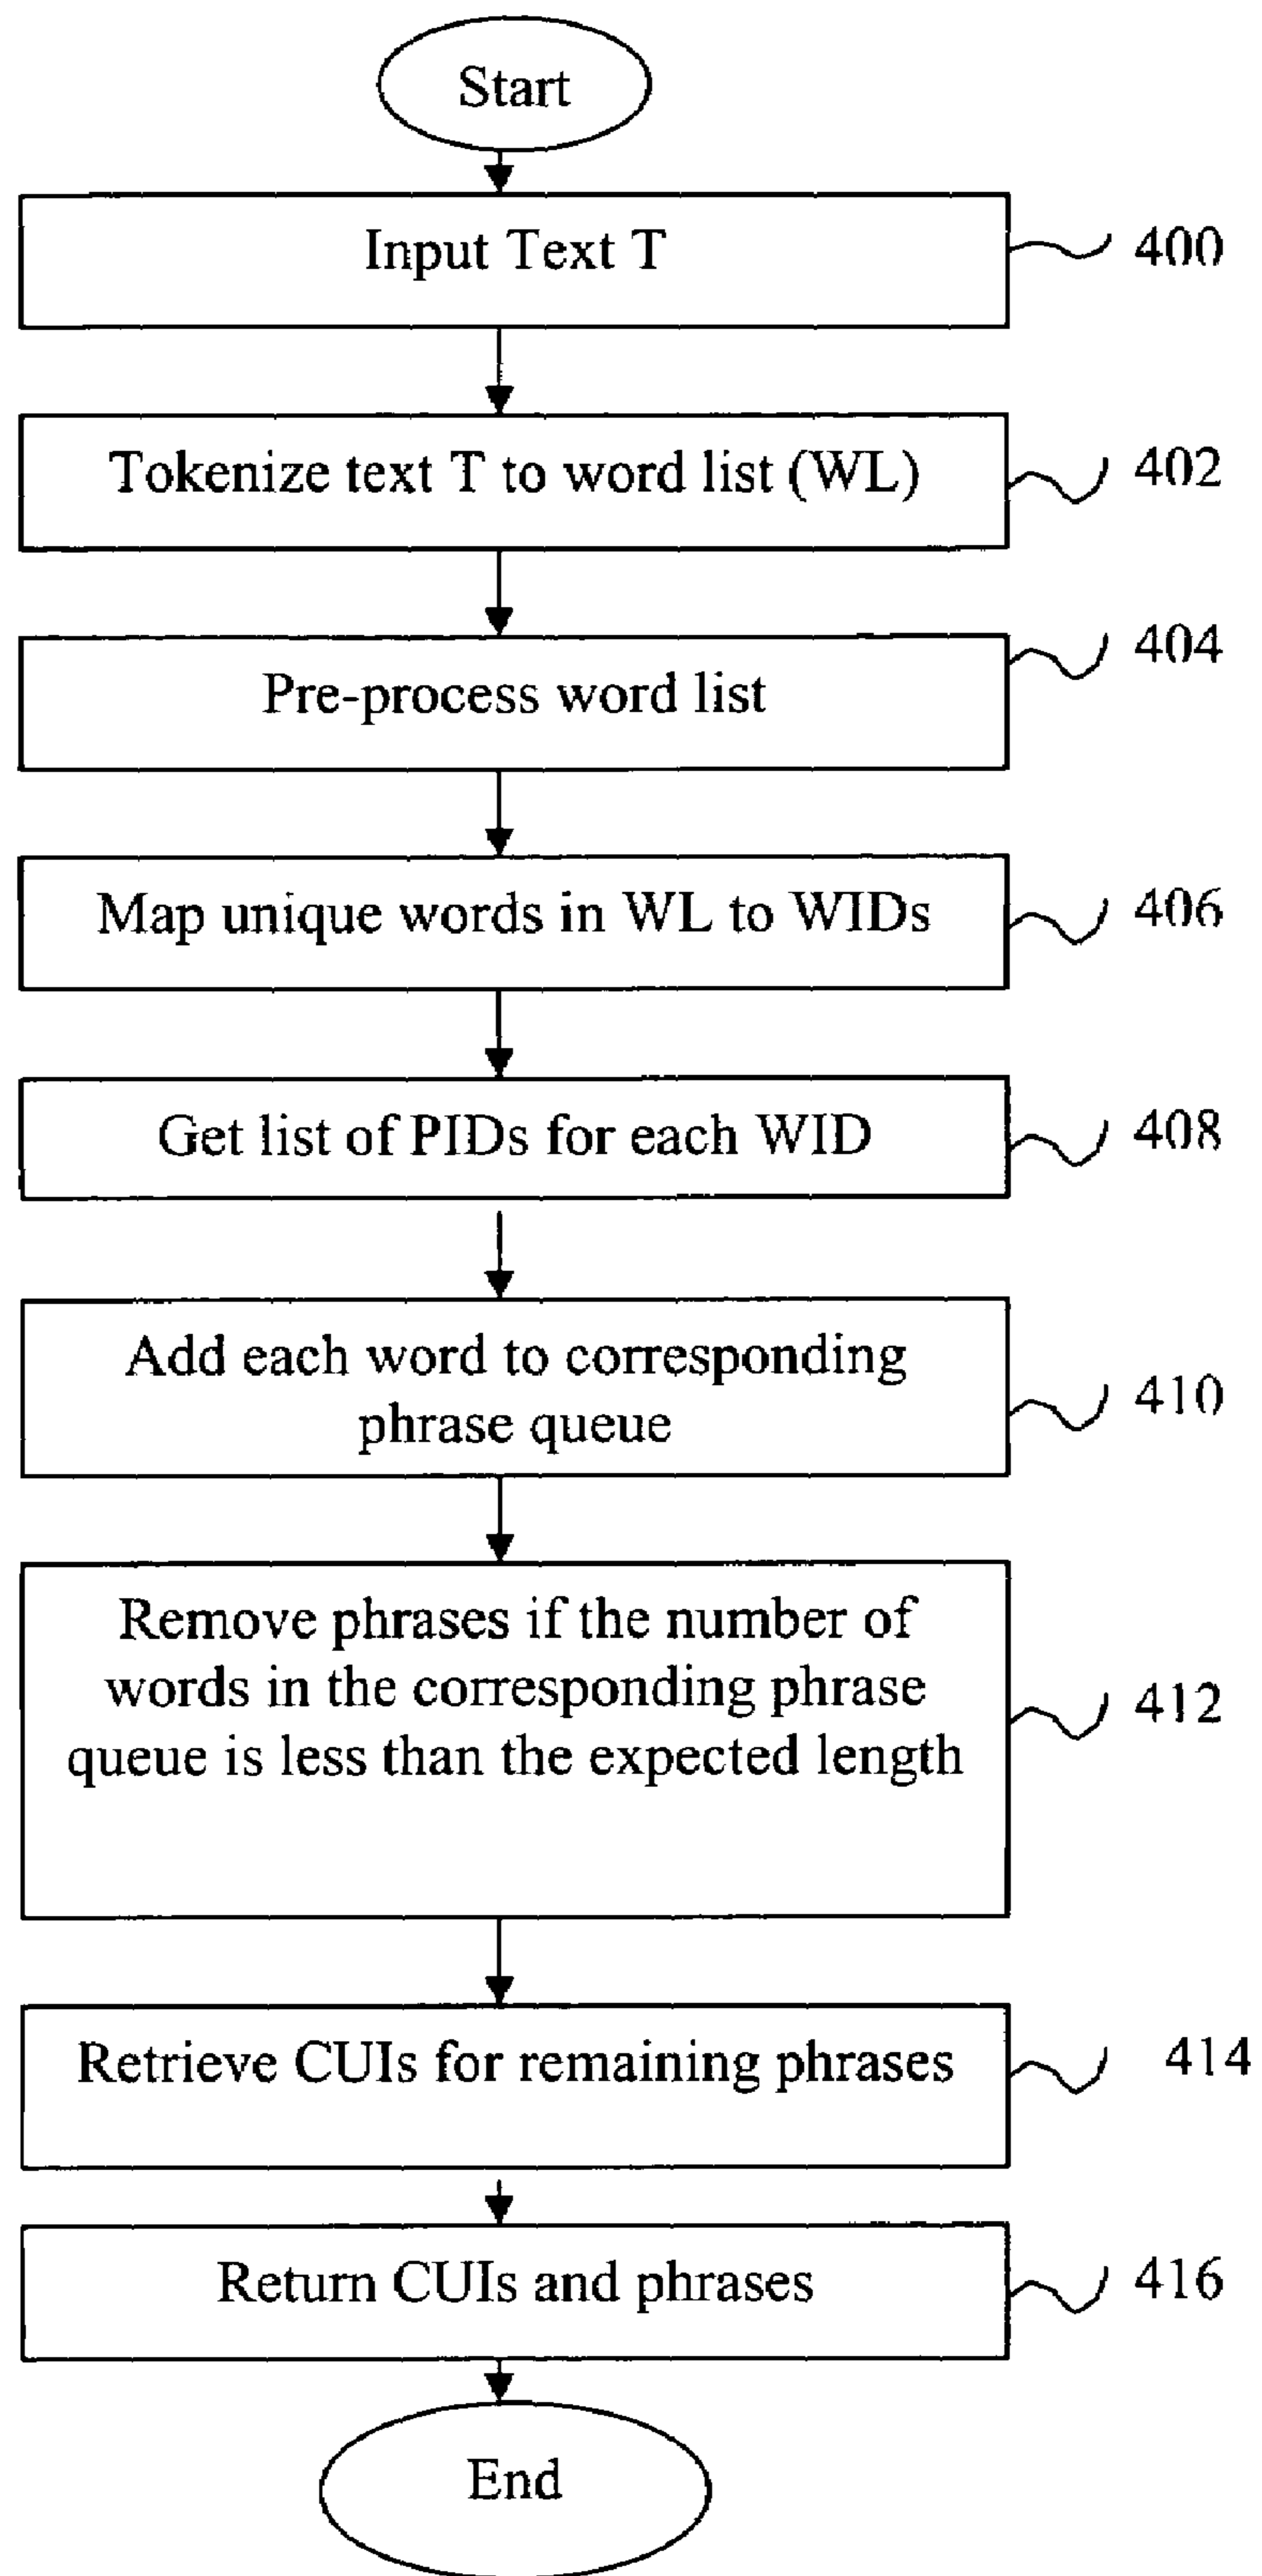 Start
Input Text T
400
Tokenize text T to word list (WL)
402
Pre-process word list
404
Map unique words in WL to WIDs
406
Get list of PIDs for each WID
408
Add each word to corresponding
phrase queue
410
Remove phrases if the number of
words in the corresponding phrase
queue is less than the expected length
412
Retrieve CUIs for remaining phrases
414
Return CUIs and phrases
416
End